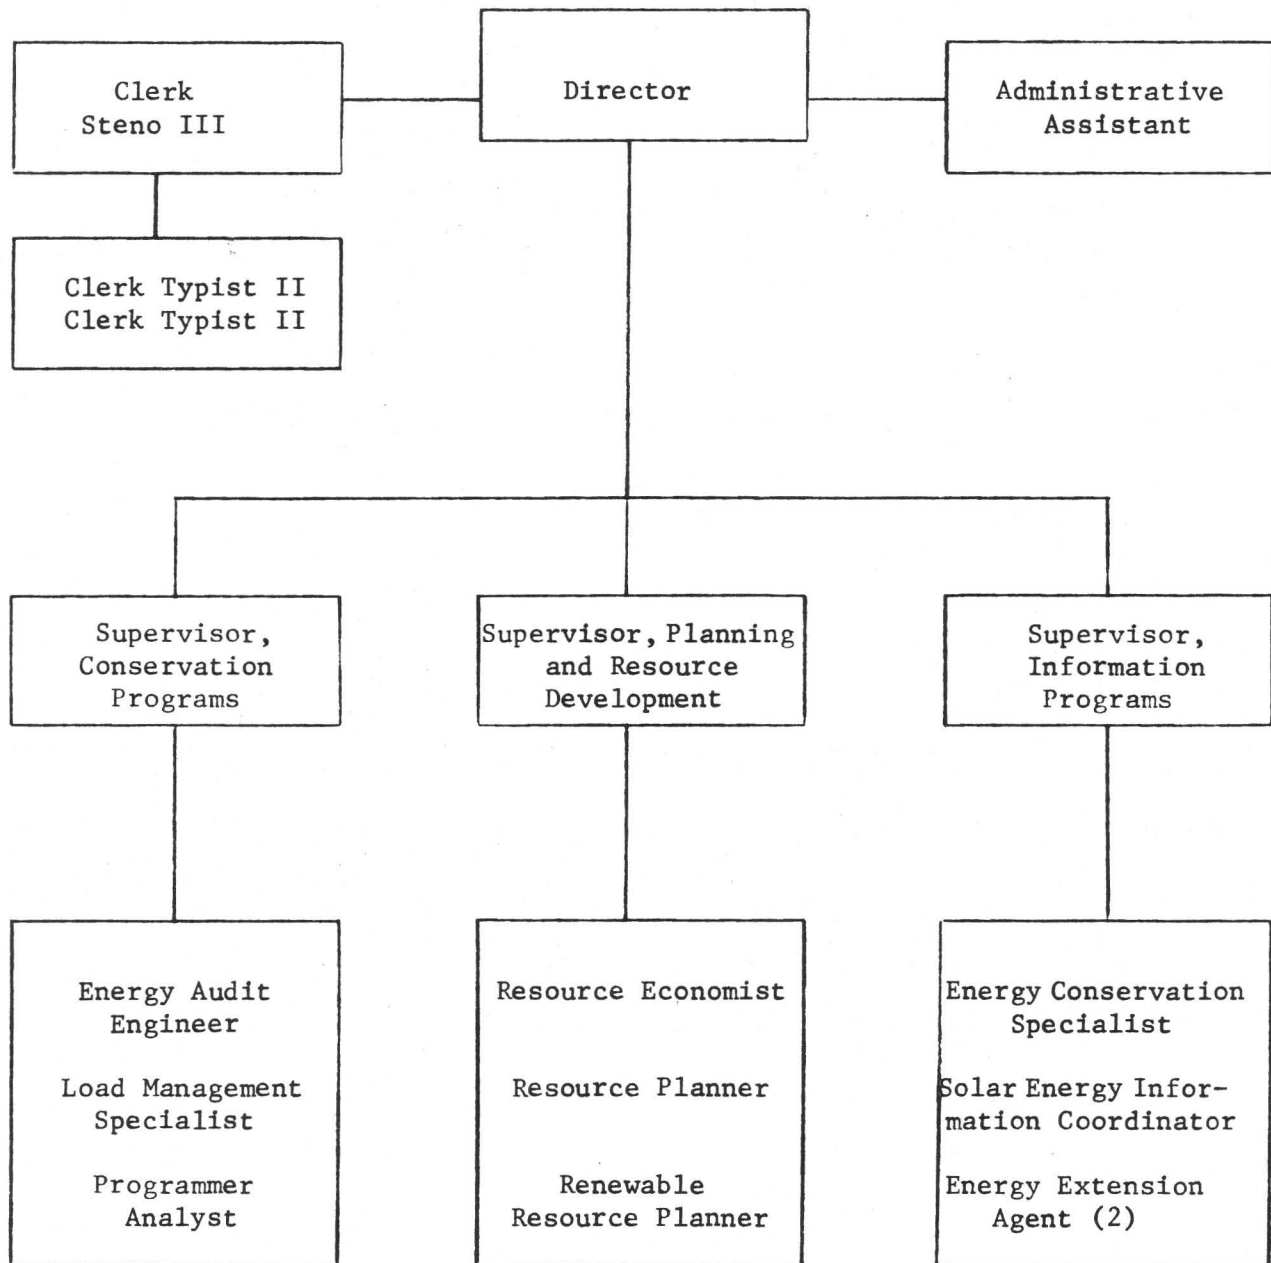 Clerk
Steno III
Director
Administrative
Assistant
Clerk Typist II
Clerk Typist II
Supervisor,
Conservation
Programs
Supervisor, Planning
and Resource
Development
Supervisor,
Information
Programs
Energy Audit
Engineer
Load Management
Specialist
Programmer
Analyst
Resource Economist
Resource Planner
Renewable
Resource Planner
Energy Conservation
Specialist
Solar Energy Infor-
mation Coordinator
Energy Extension
Agent (2)